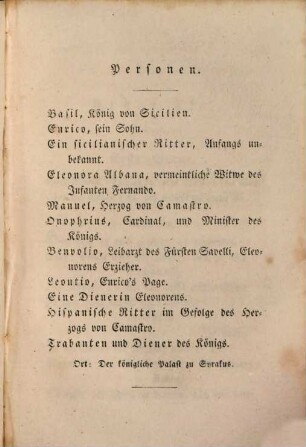 Personen.
Basil, König von Sicilien.
Enrico, sein Sohn.
Ein sicilianischer Ritter, Anfangs un-
bekannt.
Eleonora Albana, vermeintliche Witwe des
Infanten Fernando.
Manuel, Herzog von Camastro.
Onophrius, Cardinal, und Minister des
Königs.
Benvolio, Leibarzt des Fürsten Savelli, Eleo-
norens Erzieher.
Leontio, Enrico's Page.
Eine Dienerin Eleonorens.
Hispanische Ritter im Gefolge des Her-
zogs von Camastro.
Trabanten und Diener des Königs.
Ort: Der königliche Palast zu Syrakus.